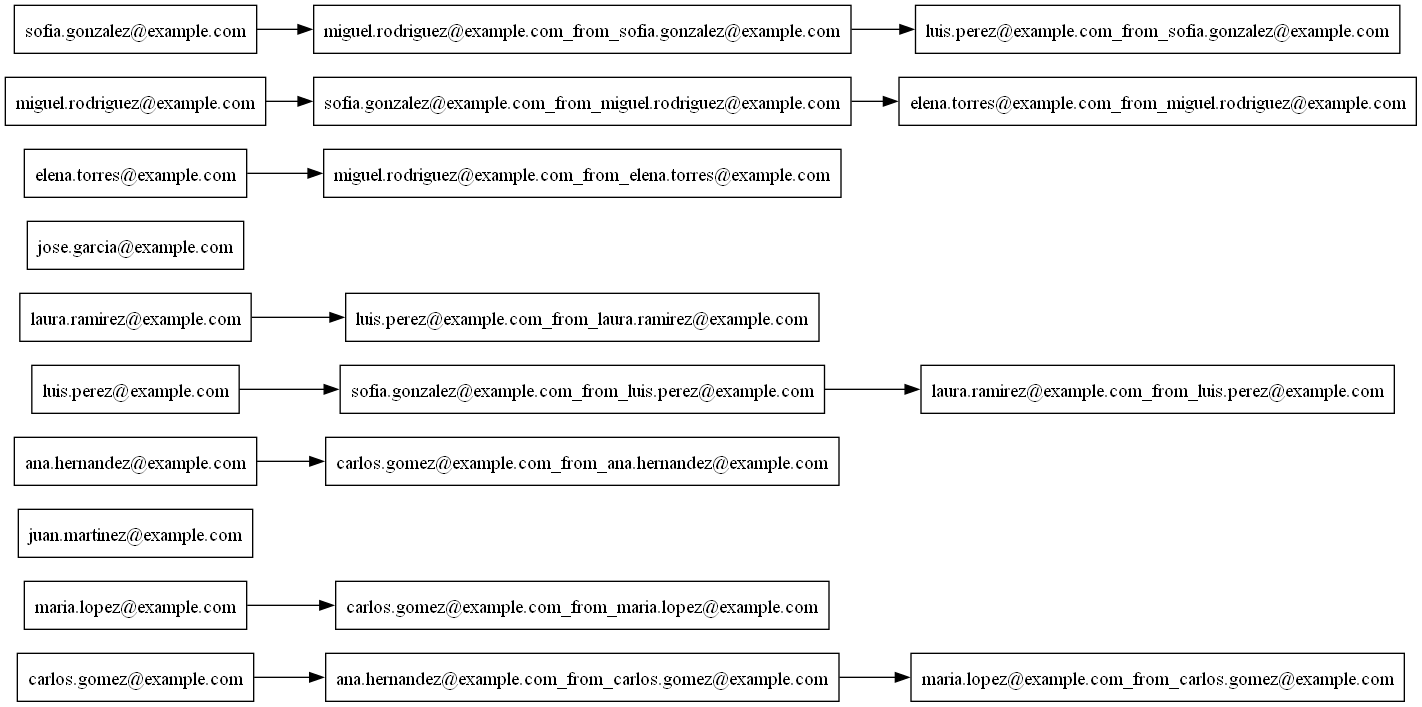 sofia.gonzalez@example.com miguel.rodriguez@example.com_from_sofia.gonzalez@example.com luis.perez@example.com_from_sofia.gonzalez@example.com
miguel.rodriguez@example.com sofia.gonzalez@example.com_from_miguel.rodriguez@example.com elena.torres@example.com_from_miguel.rodriguez@example.com
elena.torres@example.com miguel.rodriguez@example.com_from_elena.torres@example.com
jose.garcia@example.com
laura.ramirez@example.com luis.perez@example.com_from_laura.ramirez@example.com
luis.perez@example.com sofia.gonzalez@example.com_from_luis.perez@example.com laura.ramirez@example.com_from_luis.perez@example.com
ana.hernandez@example.com carlos.gomez@example.com_from_ana.hernandez@example.com
juan.martinez@example.com
maria.lopez@example.com carlos.gomez@example.com_from_maria.lopez@example.com
carlos.gomez@example.com ana.hernandez@example.com_from_carlos.gomez@example.com maria.lopez@example.com_from_carlos.gomez@example.com